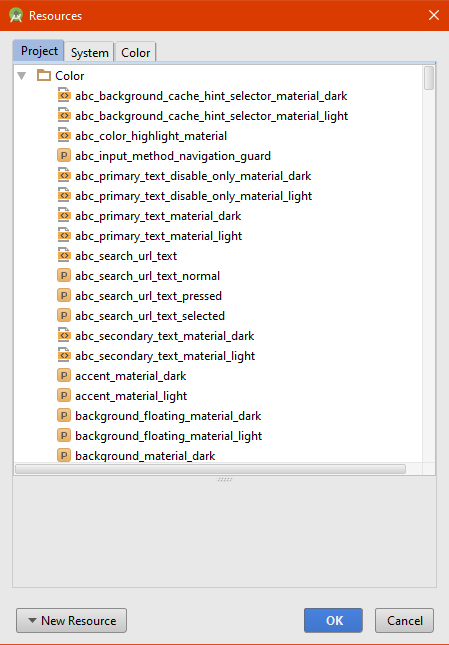 Resources
Project System Color
Color
abc_background_cache_hint_selector_material_dark
abc_background_cache_hint_selector_material_light
abc_color_highlight_material
abc_input_method_navigation_guard
abc_primary_text_disable_only_material_dark
abc_primary_text_disable_only_material_light
abc_primary_text_material_dark
abc_primary_text_material_light
abc_search_url_text
abc_search_url_text_normal
abc_search_url_text_pressed
abc_search_url_text_selected
abc_secondary_text_material_dark
abc_secondary_text_material_light
accent_material_dark
accent_material_light
background_floating_material_dark
background_floating_material_light
background_material_dark
New Resource OK Cancel